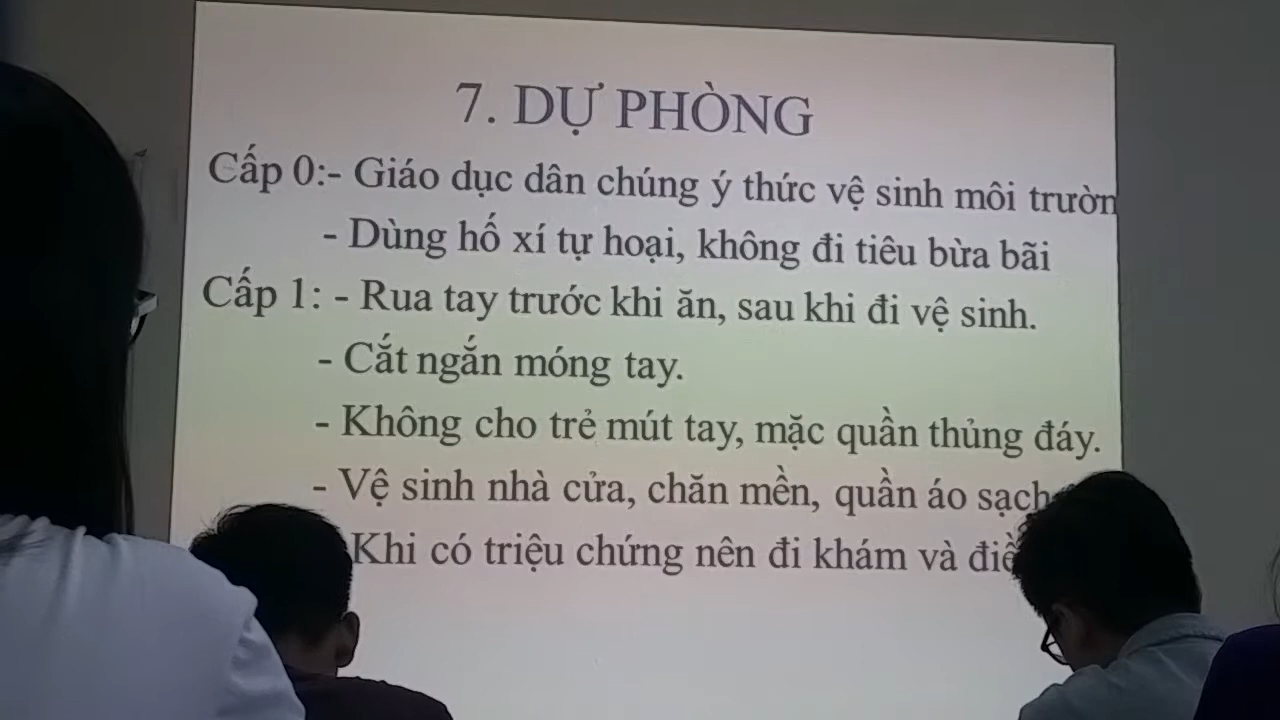 7. DỰ PHÒNG
Cấp 0:- Giáo dục dân chúng ý thức vệ sinh môi trườn
- Dùng hố xí tự hoại, không đi tiêu bừa bãi
Cấp 1: - Rua tay trước khi ăn, sau khi đi vệ sinh.
- Cắt ngắn móng tay.
- Không cho trẻ mút tay, mặc quần thủng đáy.
- Vệ sinh nhà cửa, chăn mền, quần áo sạch
Khi có triệu chứng nên đi khám và